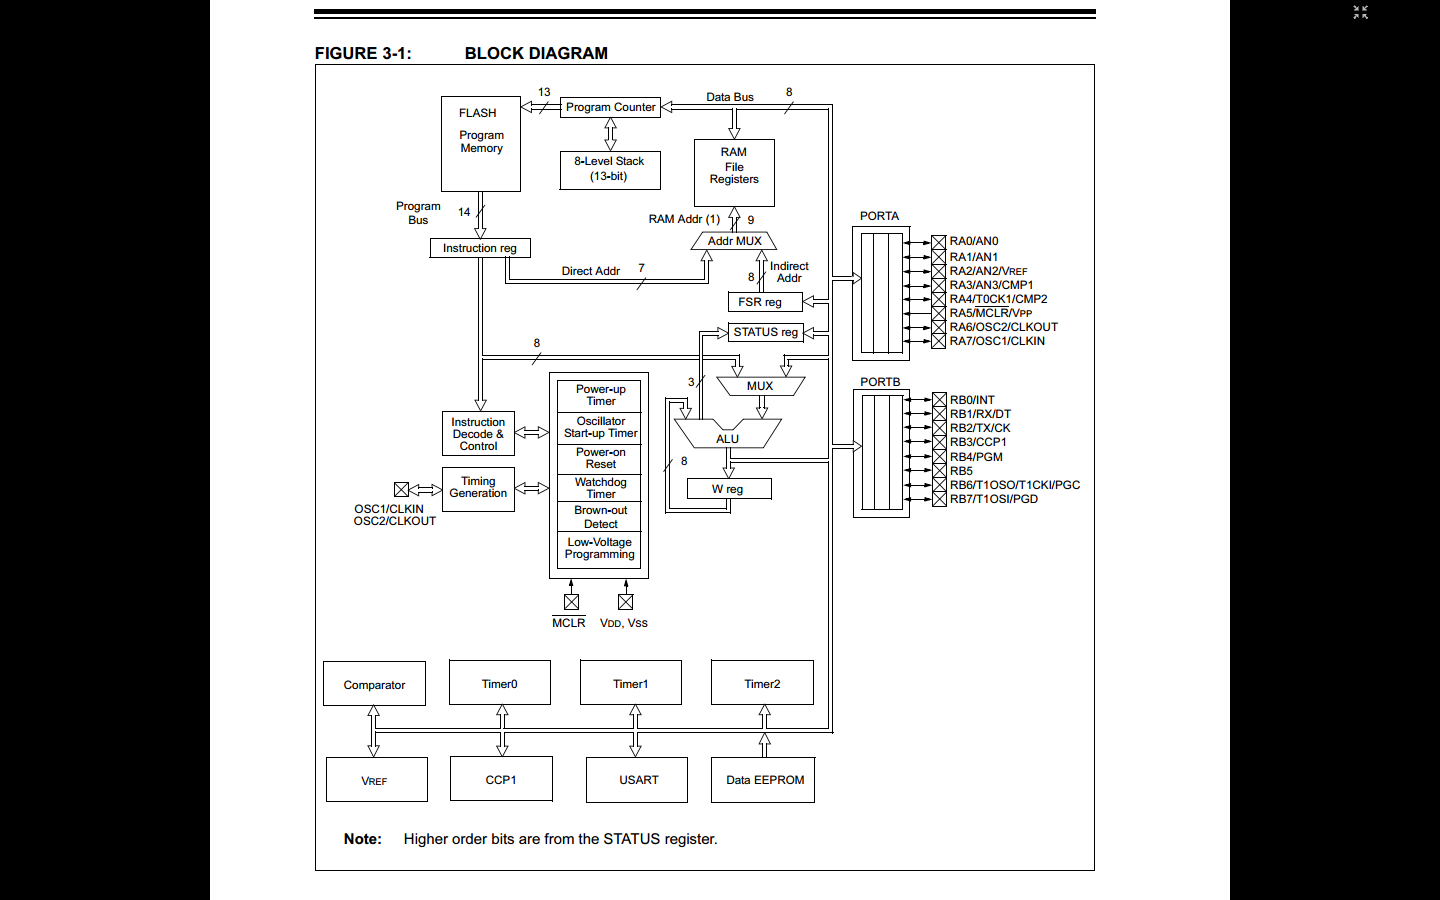 FIGURE 3-1: BLOCK DIAGRAM
13
Data Bus
8
FLASH
Program
Memory
Program Counter
8-Level Stack
(13-bit)
RAM
File
Registers
Program
Bus
14
RAM Addr (1)
9
Addr MUX
Instruction reg
Direct Addr
7
Indirect
Addr
8
FSR reg
STATUS reg
8
3
MUX
ALU
8
W reg
Instruction
Decode &
Control
Timing
Generation
OSC1/CLKIN
OSC2/CLKOUT
Power-up
Timer
Oscillator
Start-up Timer
Power-on
Reset
Watchdog
Timer
Brown-out
Detect
Low-Voltage
Programming
MCLR
VDD, VSS
PORTA
RA0/AN0
RA1/AN1
RA2/AN2/VREF
RA3/AN3/CMP1
RA4/T0CK1/CMP2
RA5/MCLR/VPP
RA6/OSC2/CLKOUT
RA7/OSC1/CLKIN
PORTB
RB0/INT
RB1/RX/DT
RB2/TX/CK
RB3/CCP1
RB4/PGM
RB5
RB6/T1OSO/T1CKI/PGC
RB7/T1OSI/PGD
Comparator
Timer0
Timer1
Timer2
VREF
CCP1
USART
Data EEPROM
Note: Higher order bits are from the STATUS register.